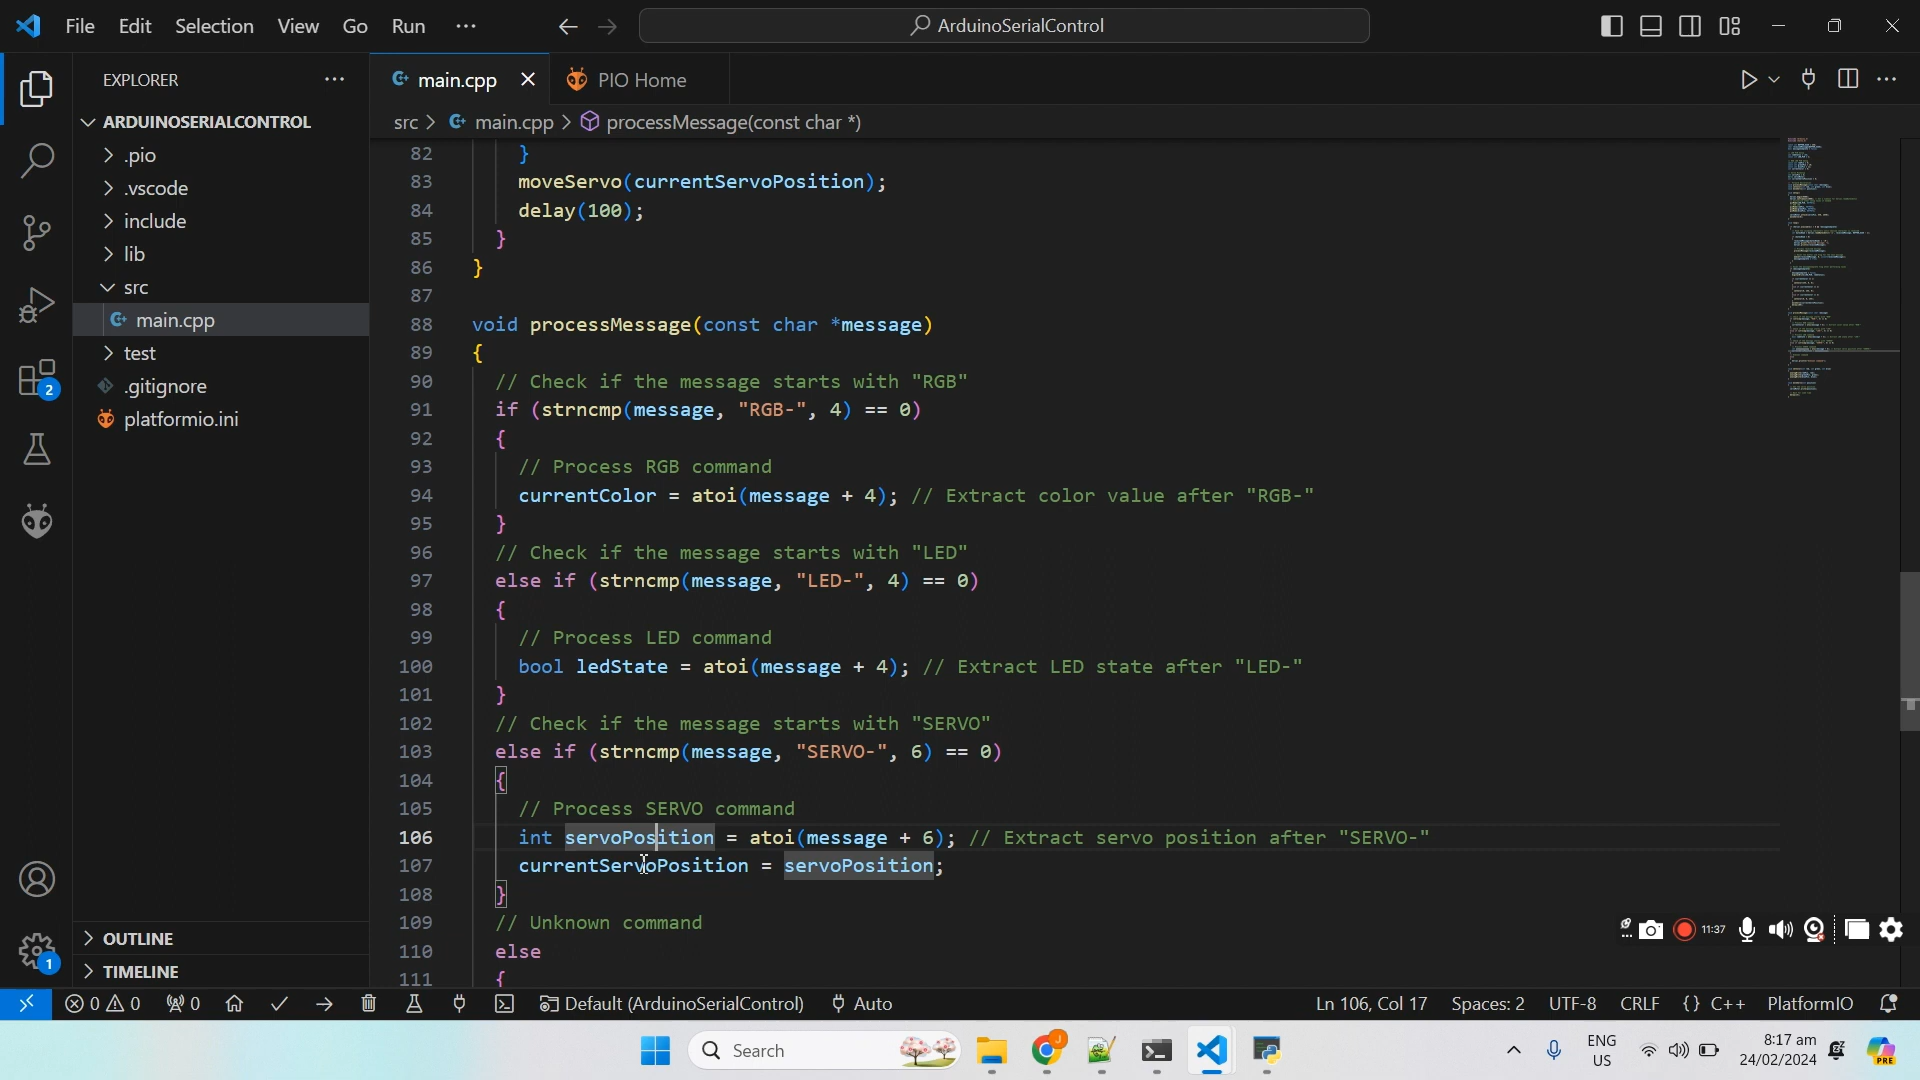 File Edit Selection View Go Run ··· ArduinoSerialControl
EXPLORER ···
ARDUINOSERIALCONTROL
.pio
.vscode
include
lib
src
main.cpp
test
.gitignore
platformio.ini
OUTLINE
TIMELINE
2
1
main.cpp PIO Home
src > main.cpp > processMessage(const char *)
82 }
83 moveServo(currentServoPosition);
84 delay(100);
85 }
86 }
87
88 void processMessage(const char *message)
89 {
90 // Check if the message starts with "RGB"
91 if (strncmp(message, "RGB-", 4) == 0)
92 {
93 // Process RGB command
94 currentColor = atoi(message + 4); // Extract color value after "RGB-"
95 }
96 // Check if the message starts with "LED"
97 else if (strncmp(message, "LED-", 4) == 0)
98 {
99 // Process LED command
100 bool ledState = atoi(message + 4); // Extract LED state after "LED-"
101 }
102 // Check if the message starts with "SERVO"
103 else if (strncmp(message, "SERVO-", 6) == 0)
104 {
105 // Process SERVO command
106 int servoPosition = atoi(message + 6); // Extract servo position after "SERVO-"
107 currentServoPosition = servoPosition;
108 }
109 // Unknown command
110 else
111 {
11:37
0 0 0 Default (ArduinoSerialControl) Auto Ln 106, Col 17 Spaces: 2 UTF-8 CRLF {} C++ PlatformIO
Search
J
ENG
US
8:17 am
24/02/2024
PRE